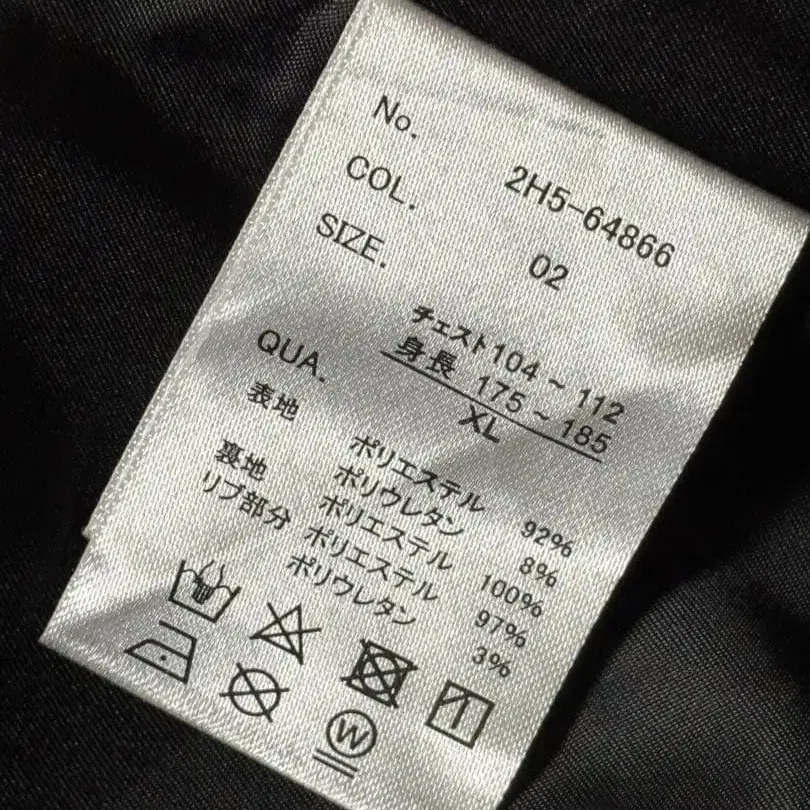 No. 2H5-64866
COL. 02
SIZE. チェスト104 ~ 112
身長 175 ~ 185
XL
QUA.
表地 ポリエステル 92%
ポリウレタン 8%
裏地 ポリエステル 100%
リブ部分 ポリエステル 97%
ポリウレタン 3%
W